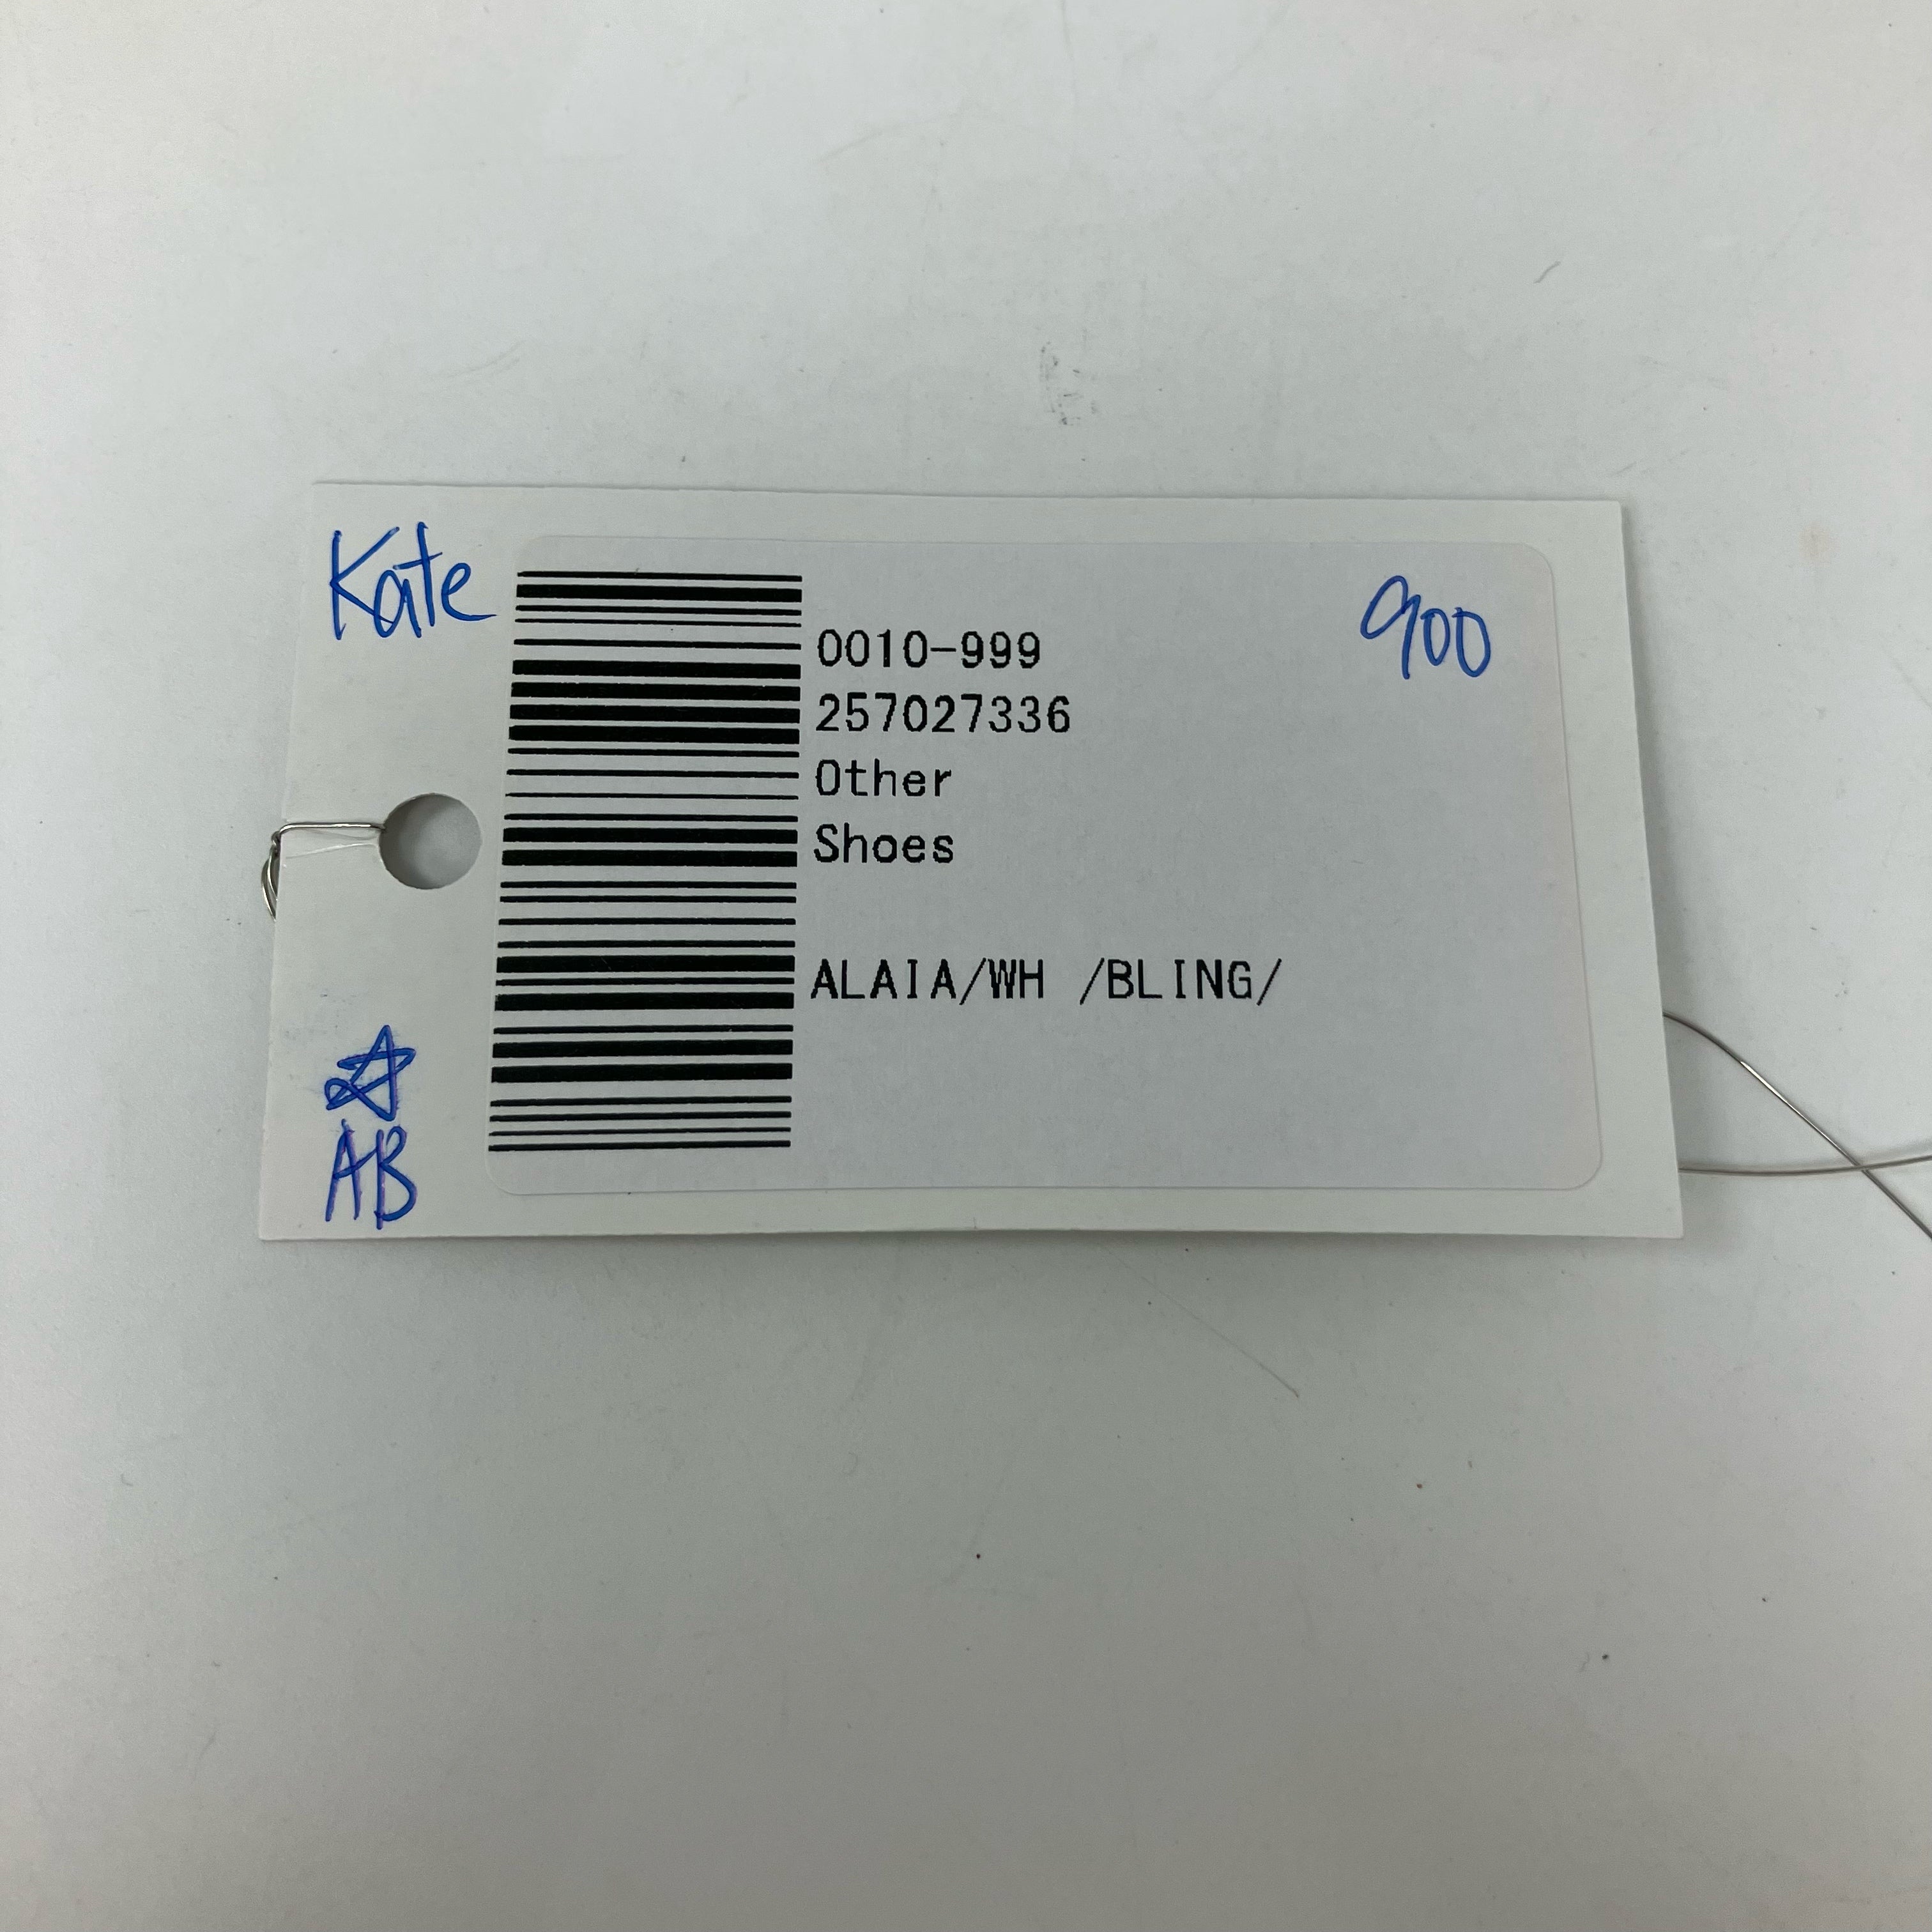 Kate
900
0010-999
257027336
Other
Shoes
ALAIA/WH /BLING/
AB